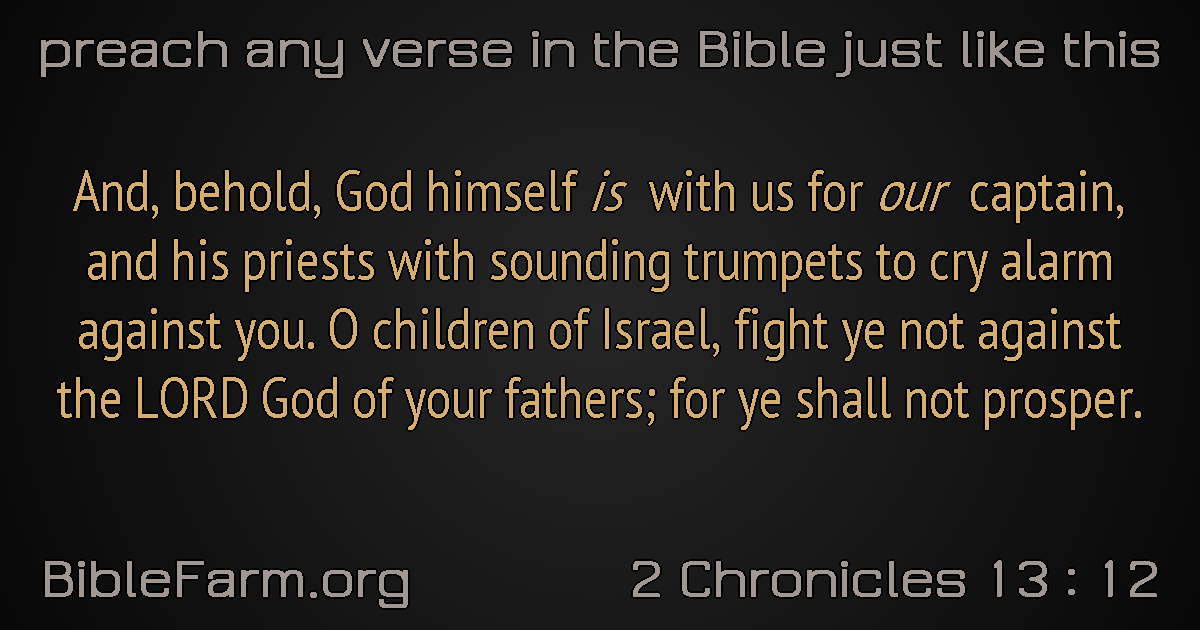 preach any verse in the Bible just like this
And, behold, God himself is with us for our captain,
and his priests with sounding trumpets to cry alarm
against you. O children of Israel, fight ye not against
the LORD God of your fathers; for ye shall not prosper.
BibleFarm.org
2 Chronicles 13 : 12